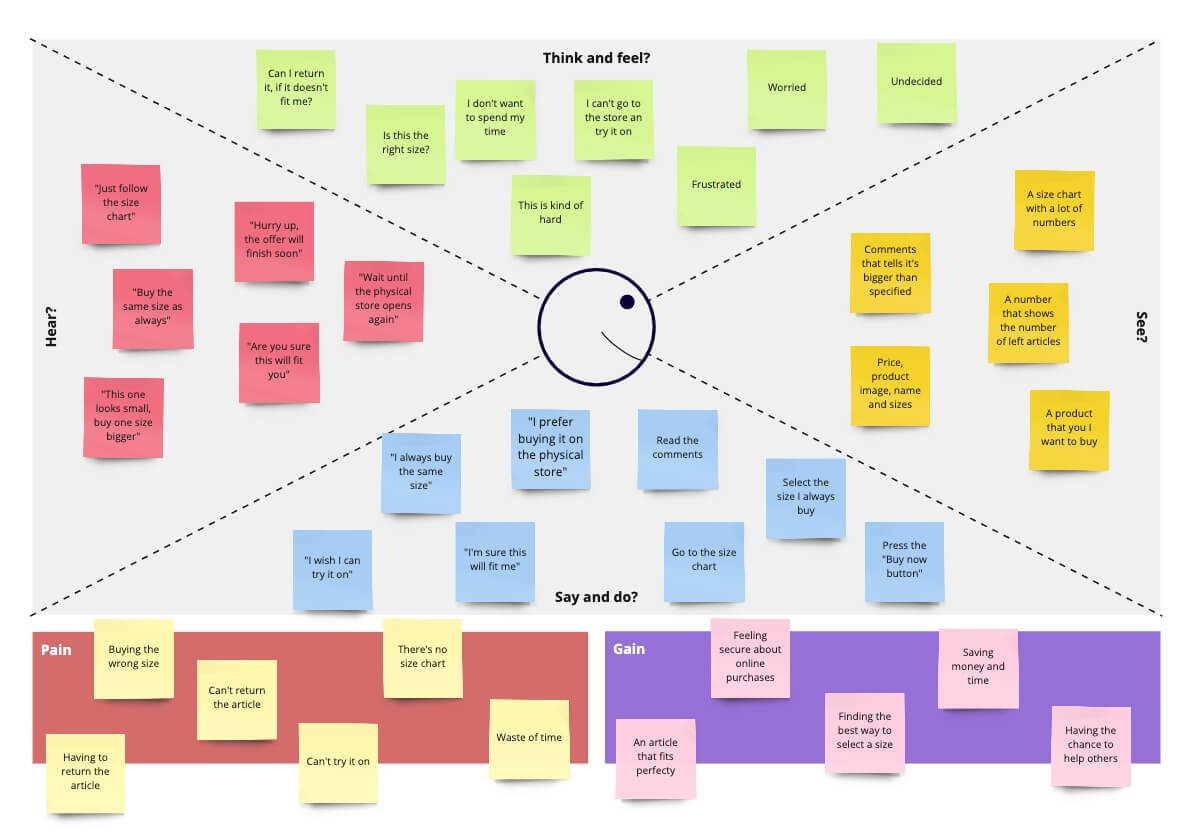 Think and feel?
Can I return
it, if it doesn't
fit me?
Is this the
right size?
I don't want
to spend my
time
I can't go to
the store an
try it on
Worried
Undecided
This is kind of
hard
Frustrated
Hear?
"Just follow
the size
chart"
"Hurry up,
the offer will
finish soon"
"Buy the
same size as
always"
"Wait until
the physical
store opens
again"
"Are you sure
this will fit
you"
"This one
looks small,
buy one size
bigger"
See?
A size chart
with a lot of
numbers
Comments
that tells it's
bigger than
specified
A number
that shows
the number
of left articles
Price,
product
image, name
and sizes
A product
that you I
want to buy
"I always buy
the same
size"
"I prefer
buying it on
the physical
store"
Read the
comments
Select the
size I always
buy
"I wish I can
try it on"
"I'm sure this
will fit me"
Go to the size
chart
Press the
"Buy now
button"
Say and do?
Pain
Buying the
wrong size
Can't return
the article
There's no
size chart
Having to
return the
article
Can't try it on
Waste of time
Gain
Feeling
secure about
online
purchases
Saving
money and
time
An article
that fits
perfecty
Finding the
best way to
select a size
Having the
chance to
help others